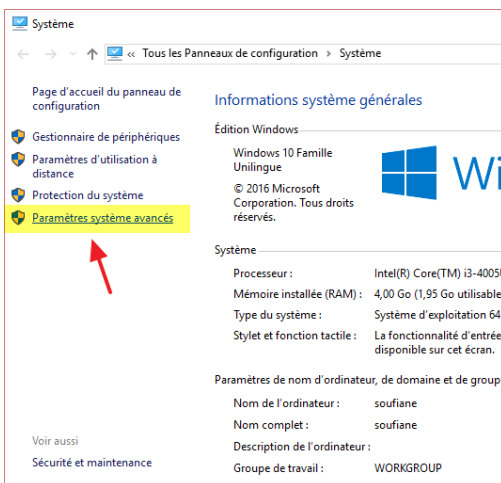 Système
« Tous les Panneaux de configuration > Système
Page d'accueil du panneau de
configuration
Gestionnaire de périphériques
Paramètres d'utilisation à
distance
Protection du système
Paramètres système avancés
Voir aussi
Sécurité et maintenance
Informations système générales
Édition Windows
Windows 10 Famille
Unilingue
© 2016 Microsoft
Corporation. Tous droits
réservés.
Wi
Système
Processeur : Intel(R) Core(TM) i3-4005U
Mémoire installée (RAM) : 4,00 Go (1,95 Go utilisable
Type du système : Système d'exploitation 64
Stylet et fonction tactile : La fonctionnalité d'entrée
disponible sur cet écran.
Paramètres de nom d'ordinateur, de domaine et de group
Nom de l'ordinateur : soufiane
Nom complet : soufiane
Description de l'ordinateur :
Groupe de travail : WORKGROUP